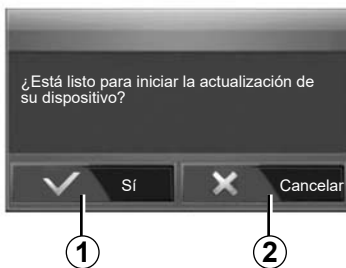 ¿Está listo para iniciar la actualización de
su dispositivo?
Sí Cancelar
1 2